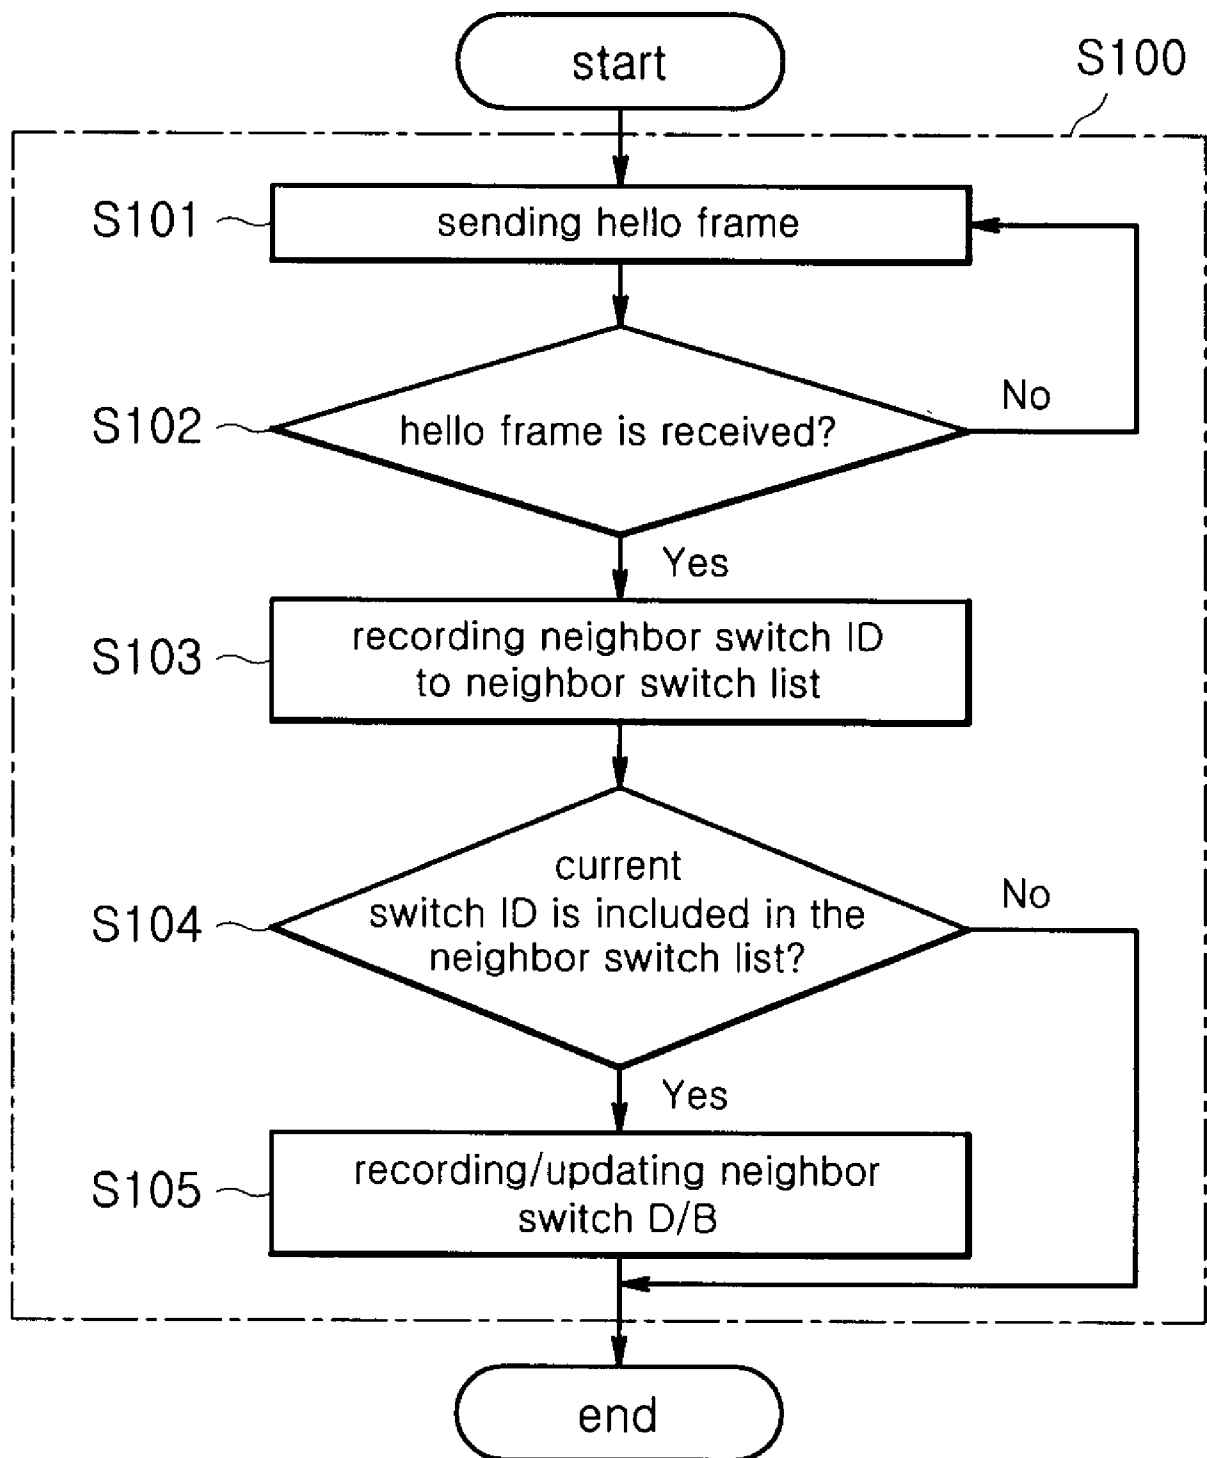 start
S100
S101
sending hello frame
S102
hello frame is received?
No
Yes
S103
recording neighbor switch ID
to neighbor switch list
S104
current
switch ID is included in the
neighbor switch list?
No
Yes
S105
recording/updating neighbor
switch D/B
end